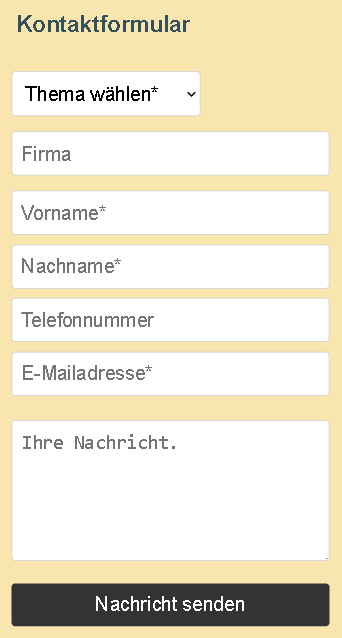 Kontaktformular
Thema wählen*
Firma
Vorname*
Nachname*
Telefonnummer
E-Mailadresse*
Ihre Nachricht.
Nachricht senden